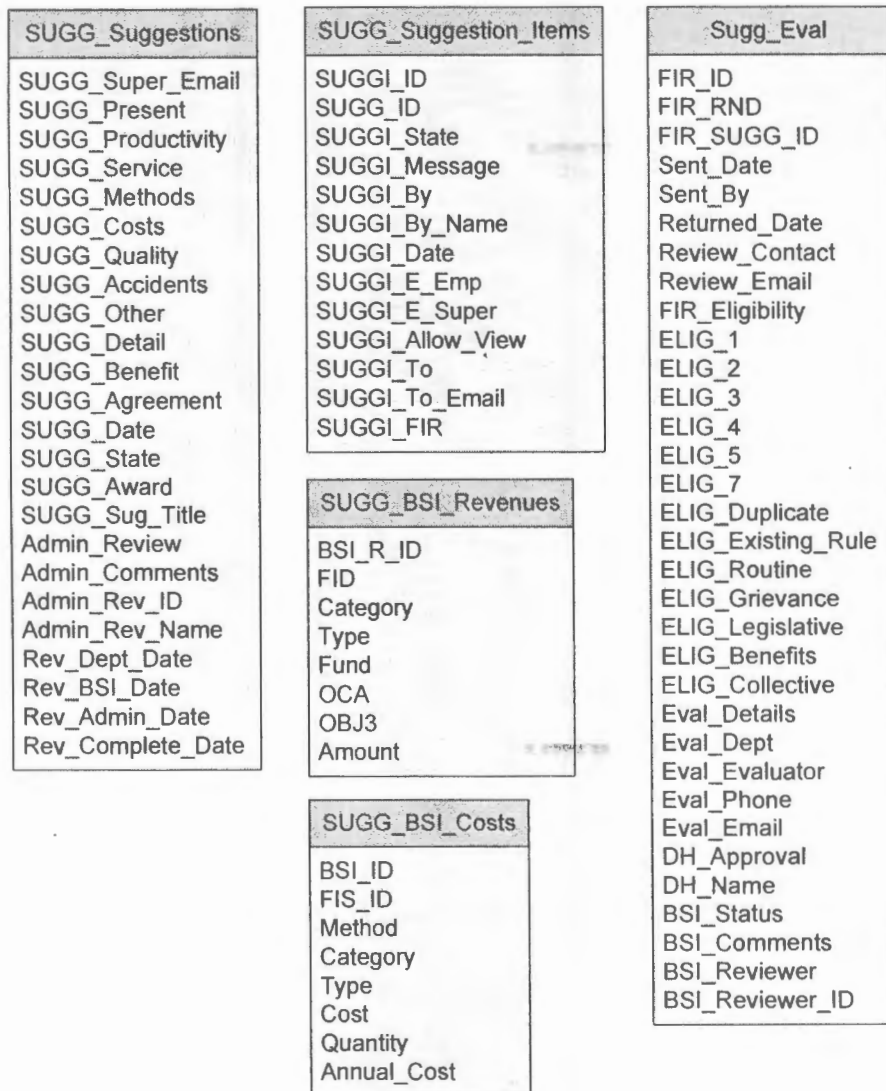 SUGG_Suggestions
SUGG_Super_Email
SUGG_Present
SUGG_Productivity
SUGG_Service
SUGG_Methods
SUGG_Costs
SUGG_Quality
SUGG_Accidents
SUGG_Other
SUGG_Detail
SUGG_Benefit
SUGG_Agreement
SUGG_Date
SUGG_State
SUGG_Award
SUGG_Sug_Title
Admin_Review
Admin_Comments
Admin_Rev_ID
Admin_Rev_Name
Rev_Dept_Date
Rev_BSI_Date
Rev_Admin_Date
Rev_Complete_Date
SUGG_Suggestion_Items
SUGGI_ID
SUGG_ID
SUGGI_State
SUGGI_Message
SUGGI_By
SUGGI_By_Name
SUGGI_Date
SUGGI_E_Emp
SUGGI_E_Super
SUGGI_Allow_View
SUGGI_To
SUGGI_To_Email
SUGGI_FIR
SUGG_BSI_Revenues
BSI_R_ID
FID
Category
Type
Fund
OCA
OBJ3
Amount
SUGG_BSI_Costs
BSI_ID
FIS_ID
Method
Category
Type
Cost
Quantity
Annual_Cost
Sugg_Eval
FIR_ID
FIR_RND
FIR_SUGG_ID
Sent_Date
Sent_By
Returned_Date
Review_Contact
Review_Email
FIR_Eligibility
ELIG_1
ELIG_2
ELIG_3
ELIG_4
ELIG_5
ELIG_7
ELIG_Duplicate
ELIG_Existing_Rule
ELIG_Routine
ELIG_Grievance
ELIG_Legislative
ELIG_Benefits
ELIG_Collective
Eval_Details
Eval_Dept
Eval_Evaluator
Eval_Phone
Eval_Email
DH_Approval
DH_Name
BSI_Status
BSI_Comments
BSI_Reviewer
BSI_Reviewer_ID